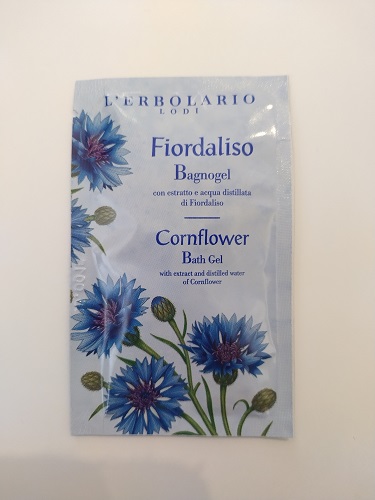 L'ERBOLARIO
LODI
Fiordaliso
Bagnogel
con estratto e acqua distillata
di Fiordaliso
Cornflower
Bath Gel
with extract and distilled water
of Cornflower